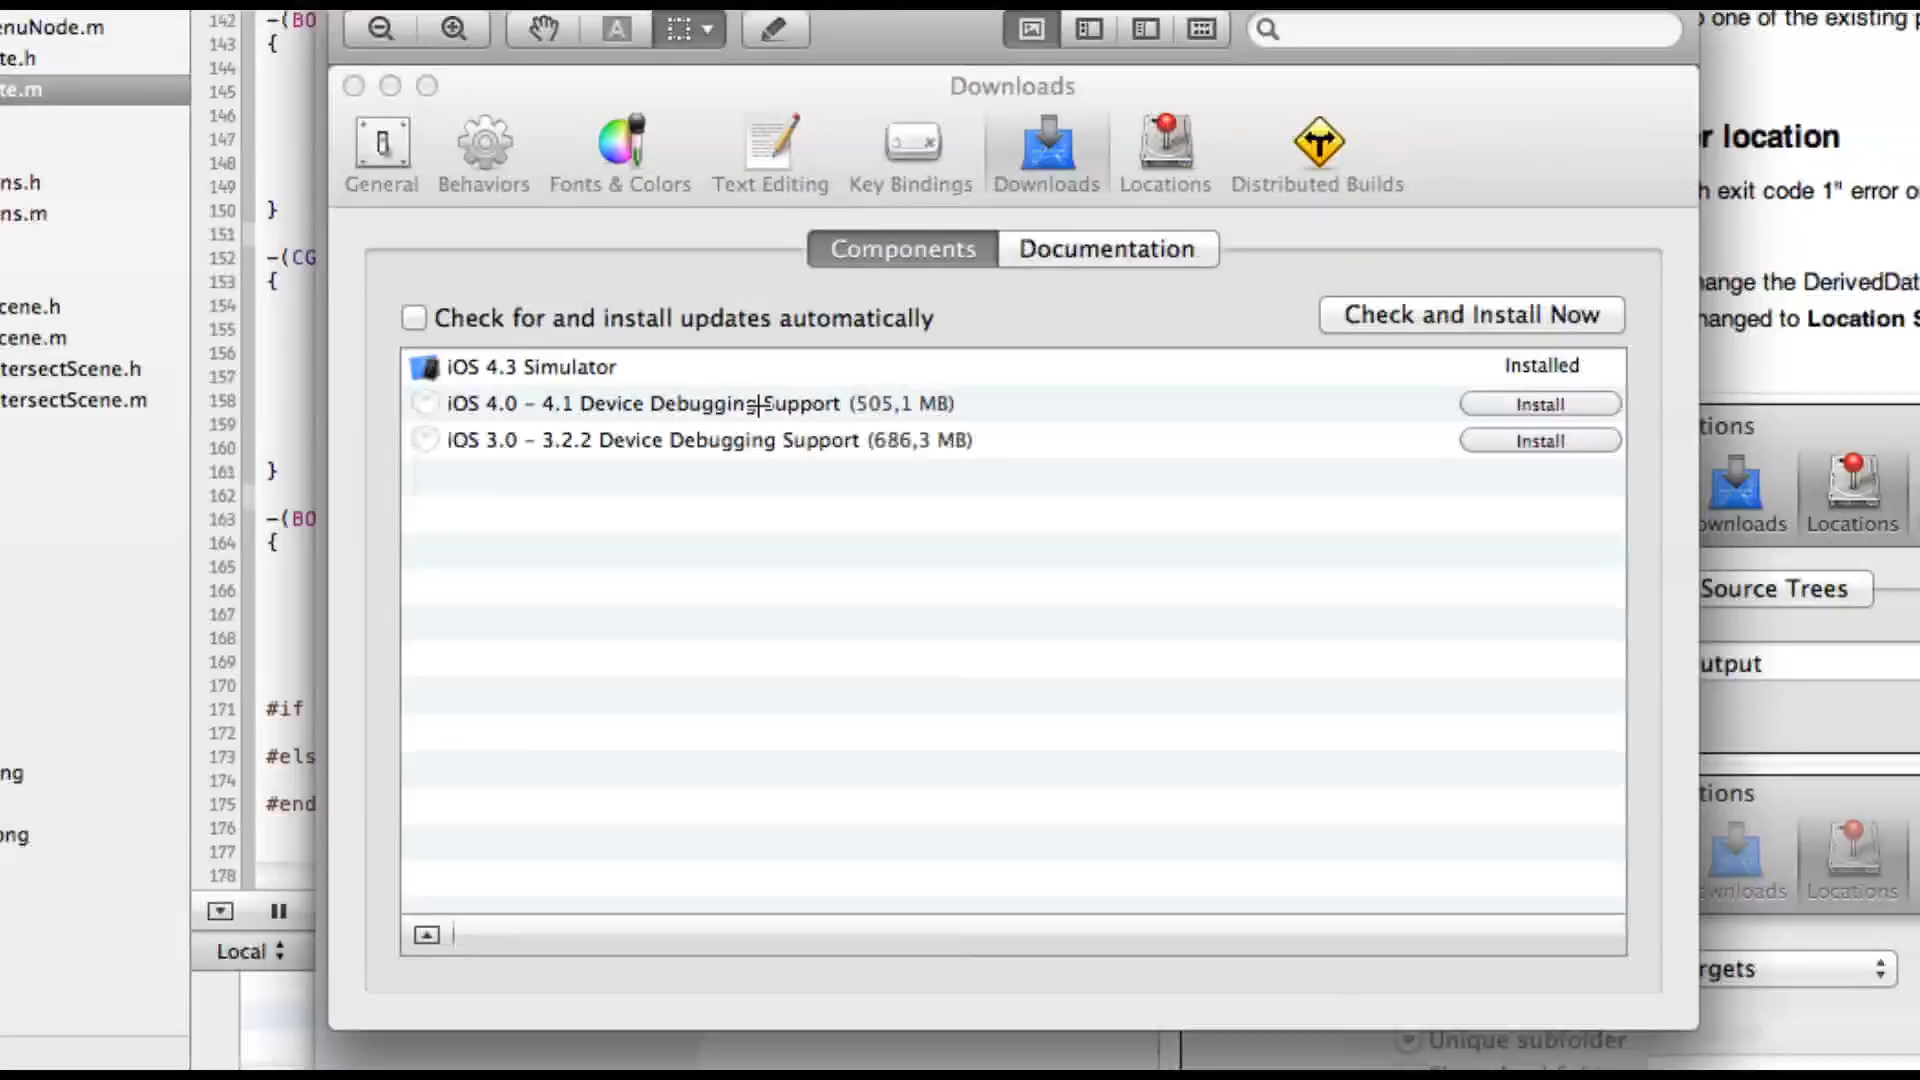 enuNode.m
te.h
te.m
ns.h
ns.m
cene.h
cene.m
tersectScene.h
tersectScene.m
ng
ong
142 -(BO
143 {
144
145
146
147
148
149
150 }
151
152 -(CG
153 {
154
155
156
157
158
159
160
161 }
162
163 -(BO
164 {
165
166
167
168
169
170
171 #if
172
173 #els
174
175 #end
176
177
178
Local
A
Downloads
General Behaviors Fonts & Colors Text Editing Key Bindings Downloads Locations Distributed Builds
Components Documentation
Check for and install updates automatically Check and Install Now
iOS 4.3 Simulator Installed
iOS 4.0 – 4.1 Device Debugging Support (505,1 MB) Install
iOS 3.0 – 3.2.2 Device Debugging Support (686,3 MB) Install
one of the existing p
r location
h exit code 1" error o
ange the DerivedDat
hanged to Location S
tions
ownloads Locations
Source Trees
utput
tions
ownloads Locations
rgets
Unique subfolder